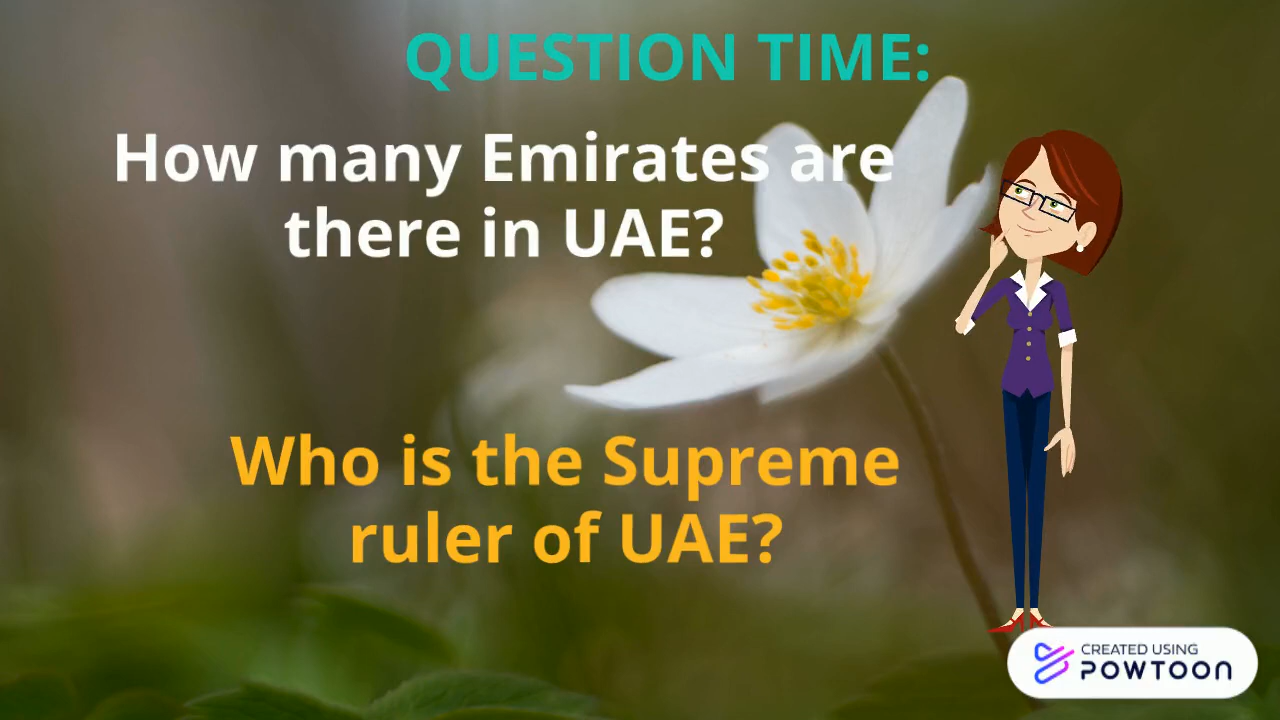 QUESTION TIME:
How many Emirates are
there in UAE?
Who is the Supreme
ruler of UAE?
CREATED USING
POWTOON